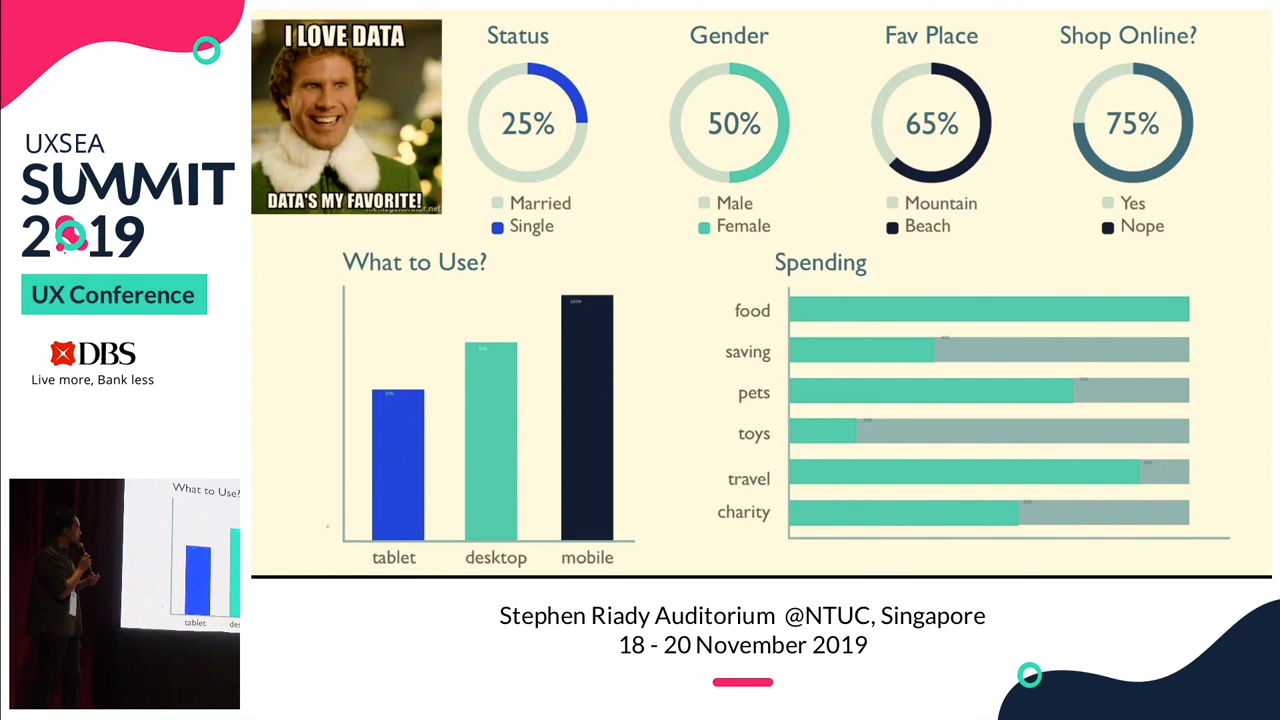 UXSEA
SUMMIT
2019
UX Conference
DBS
Live more, Bank less
I LOVE DATA
DATA'S MY FAVORITE!
Status
25%
Married
Single
Gender
50%
Male
Female
Fav Place
65%
Mountain
Beach
Shop Online?
75%
Yes
Nope
What to Use?
100%
tablet
desktop
mobile
Spending
food
saving
pets
toys
travel
charity
What to Use?
tablet
Stephen Riady Auditorium @NTUC, Singapore
18 - 20 November 2019